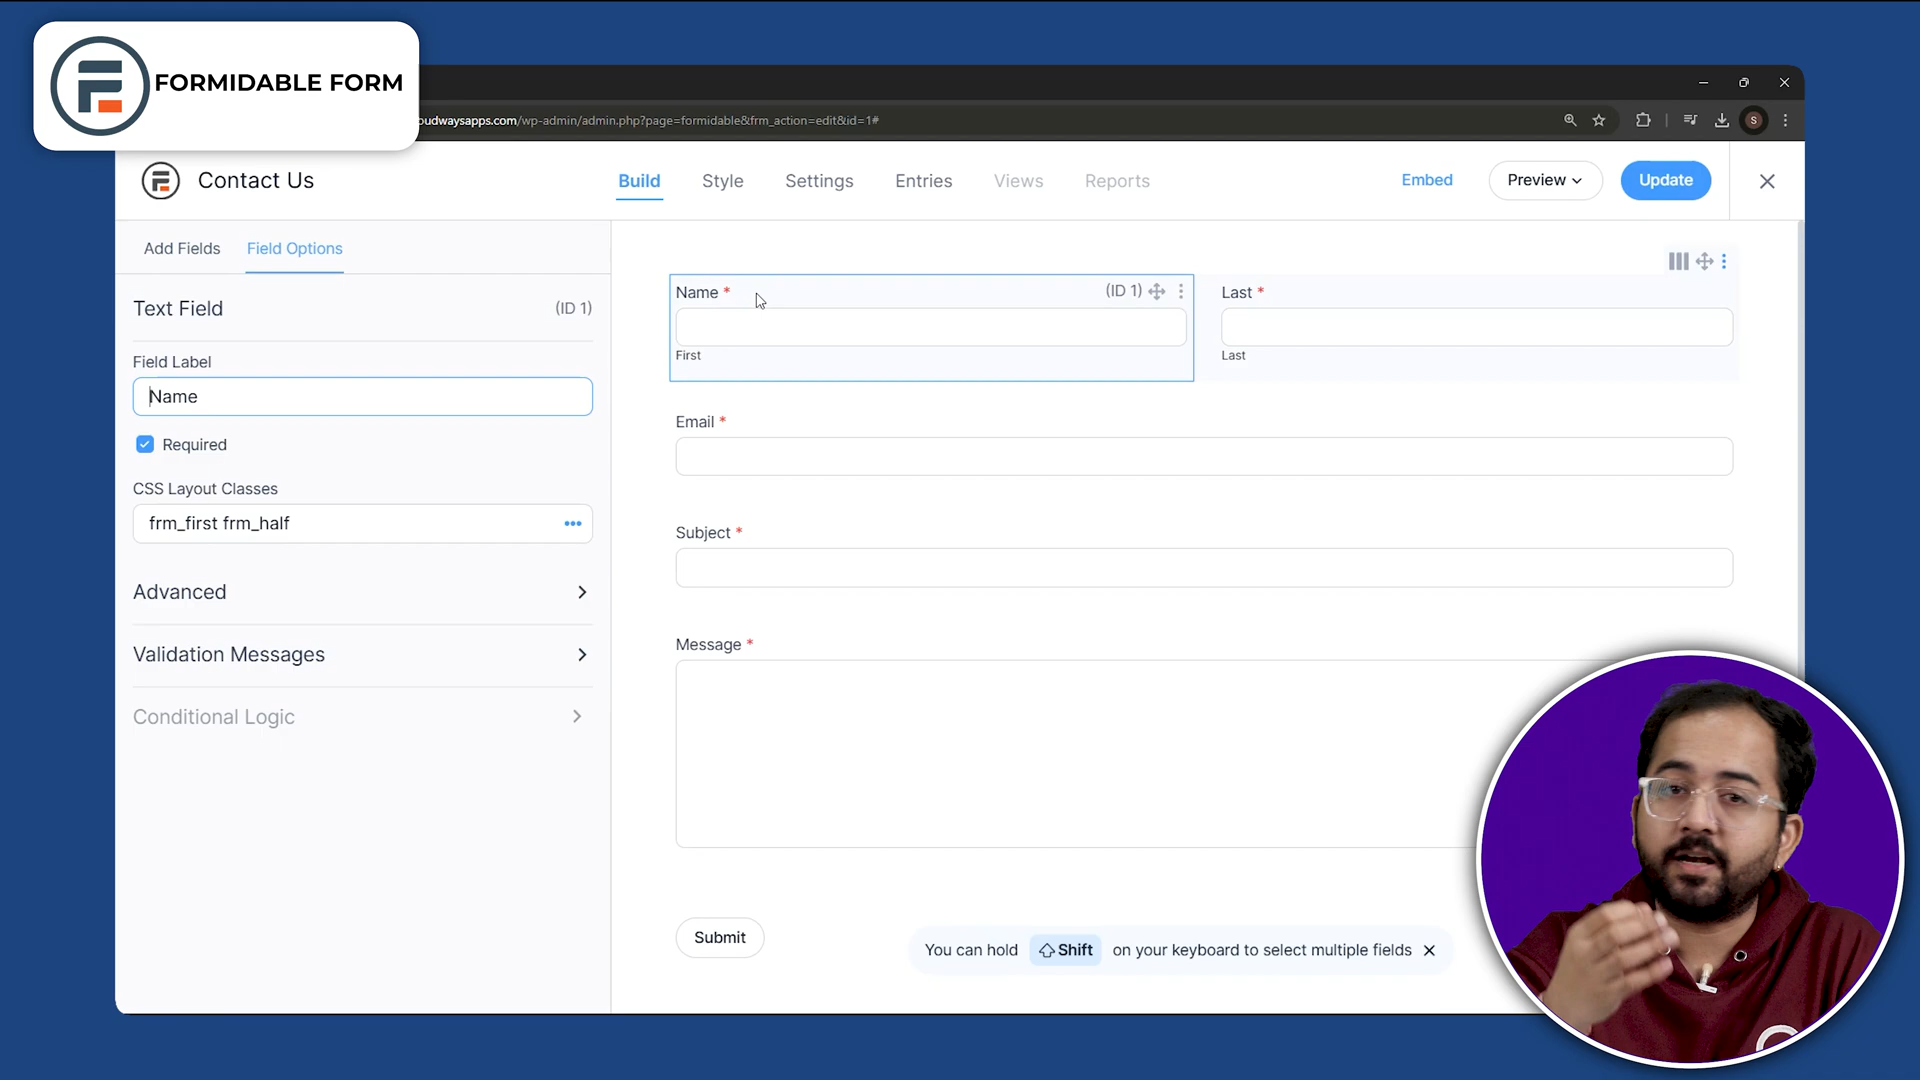 FORMIDABLE FORM
oudwaysapps.com/wp-admin/admin.php?page=formidable&frm_action=edit&id=1#
S
Contact Us
Build
Style
Settings
Entries
Views
Reports
Embed
Preview
Update
Add Fields
Field Options
Text Field
(ID 1)
Field Label
Name
Required
CSS Layout Classes
frm_first frm_half
Advanced
Validation Messages
Conditional Logic
Name *
(ID 1)
First
Last *
Last
Email *
Subject *
Message *
Submit
You can hold Shift on your keyboard to select multiple fields